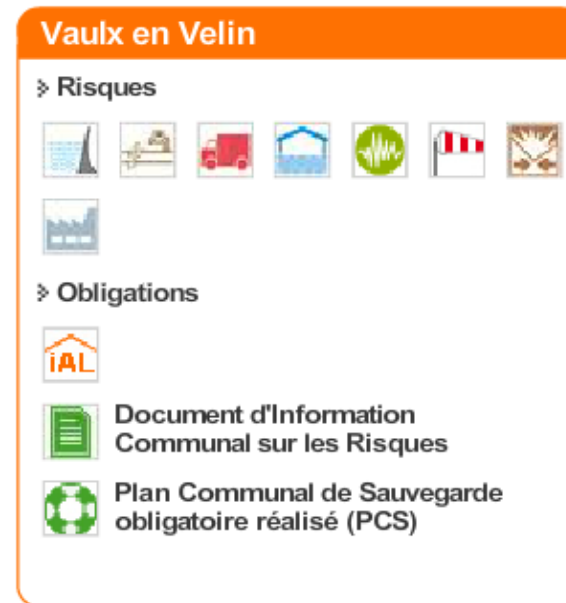 Vaulx en Velin
Risques
Obligations
iAL
Document d'Information
Communal sur les Risques
Plan Communal de Sauvegarde
obligatoire réalisé (PCS)